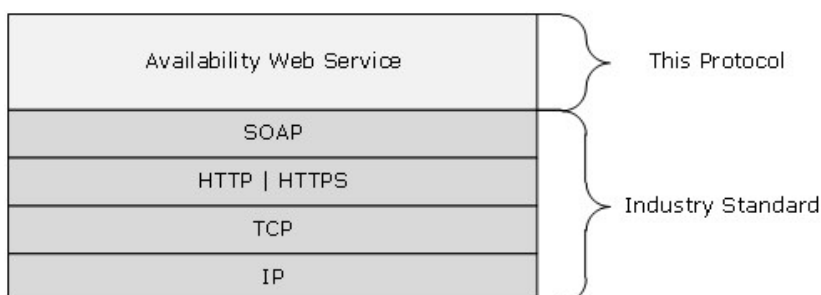 Availability Web Service
This Protocol
SOAP
HTTP | HTTPS
Industry Standard
TCP
IP